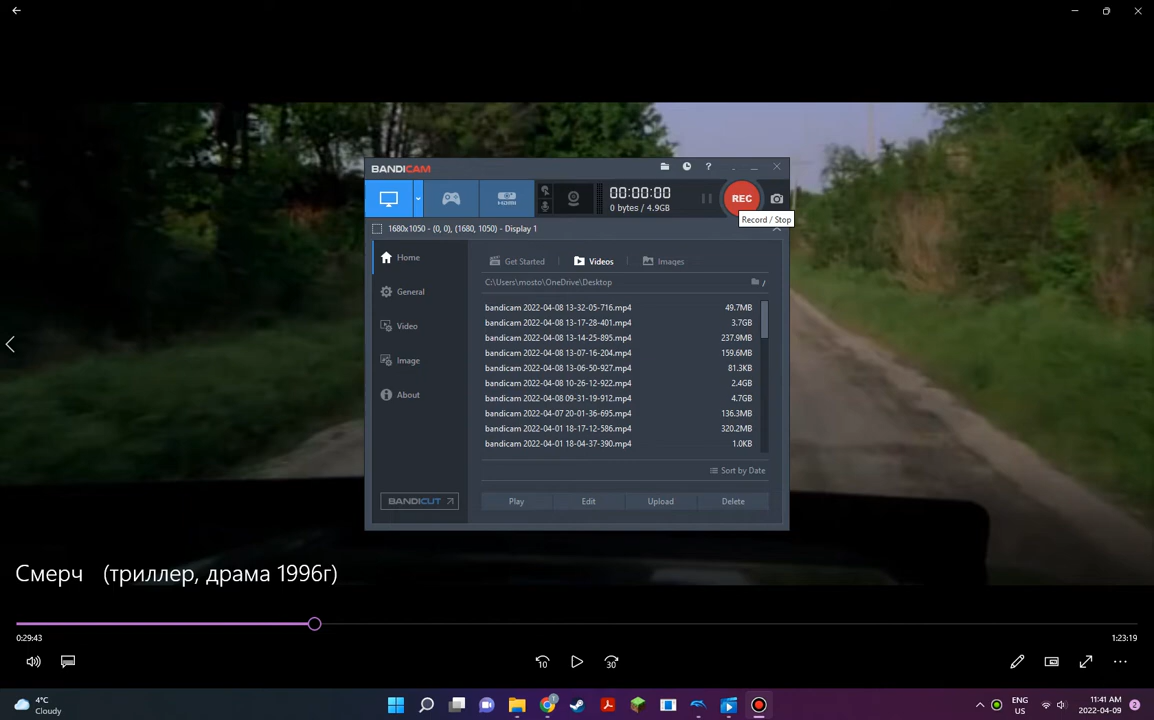 BANDICAM
?
HDMI
00:00:00
0 bytes / 4.9GB
REC
Record / Stop
1680x1050 - (0, 0), (1680, 1050) - Display 1
Home
General
Video
Image
About
BANDICUT
Get Started
Videos
Images
C:\Users\mosto\OneDrive\Desktop
bandicam 2022-04-08 13-32-05-716.mp4 49.7MB
bandicam 2022-04-08 13-17-28-401.mp4 3.7GB
bandicam 2022-04-08 13-14-25-895.mp4 237.9MB
bandicam 2022-04-08 13-07-16-204.mp4 159.6MB
bandicam 2022-04-08 13-06-50-927.mp4 81.3KB
bandicam 2022-04-08 10-26-12-922.mp4 2.4GB
bandicam 2022-04-08 09-31-19-912.mp4 4.7GB
bandicam 2022-04-07 20-01-36-695.mp4 136.3MB
bandicam 2022-04-01 18-17-12-586.mp4 320.2MB
bandicam 2022-04-01 18-04-37-390.mp4 1.0KB
Sort by Date
Play Edit Upload Delete
Смерч (триллер, драма 1996г)
0:29:43 1:23:19
10 30
4°C
Cloudy
ENG
US
11:41 AM
2022-04-09
2